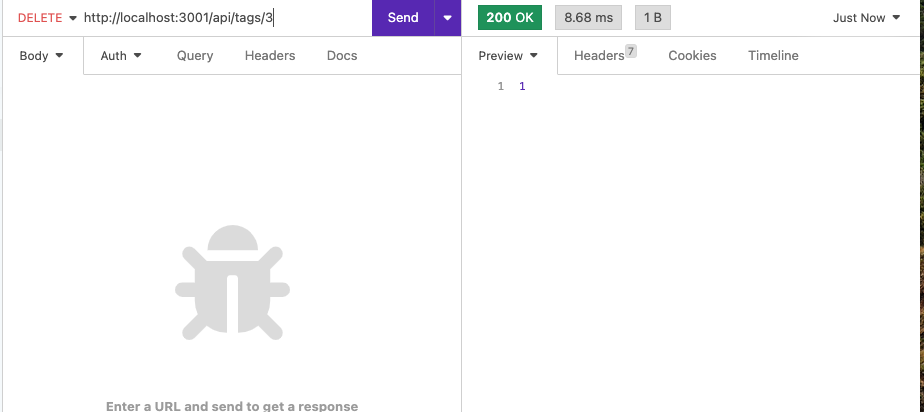 DELETE http://localhost:3001/api/tags/3 Send 200 OK 8.68 ms 1 B Just Now
Body Auth Query Headers Docs Preview Headers 7 Cookies Timeline
1 1
Enter a URL and send to get a response